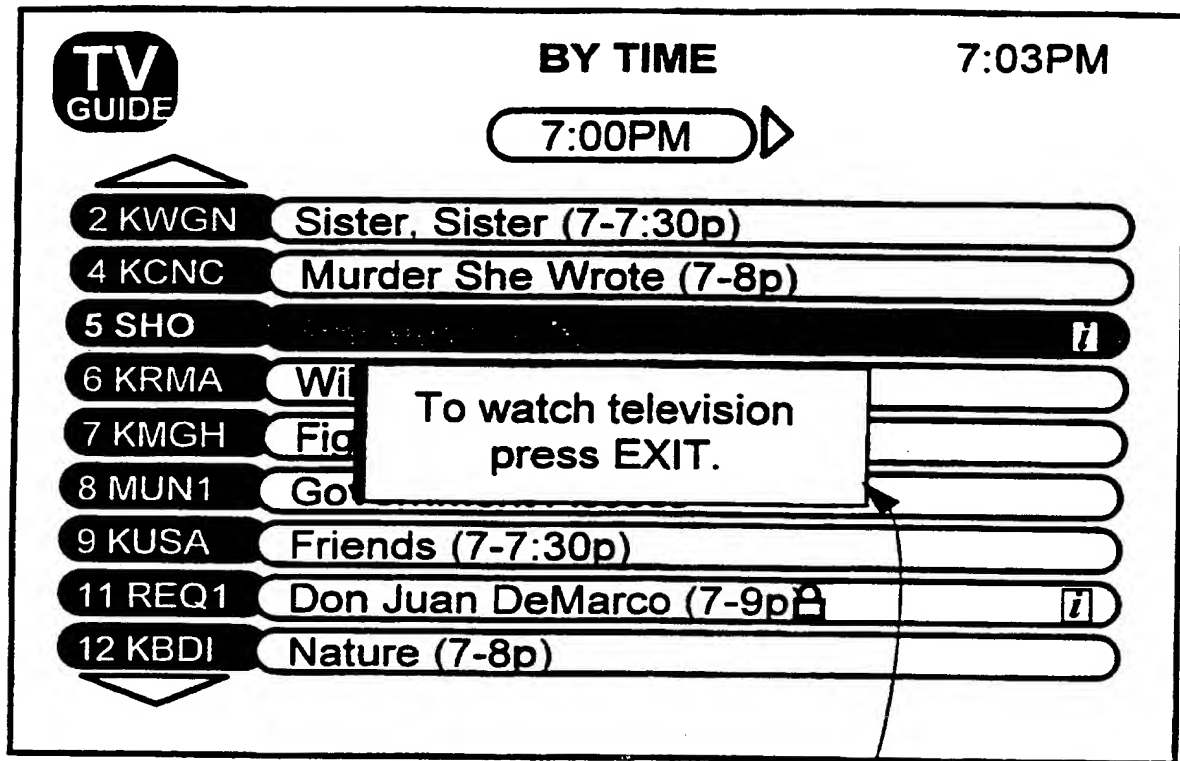 TV
GUIDE
BY TIME
7:03PM
7:00PM
2 KWGN Sister, Sister (7-7:30p)
4 KCNC Murder She Wrote (7-8p)
5 SHO i
6 KRMA
7 KMGH
8 MUN1
To watch television
press EXIT.
9 KUSA Friends (7-7:30p)
11 REQ1 Don Juan DeMarco (7-9p i
12 KBDI Nature (7-8p)